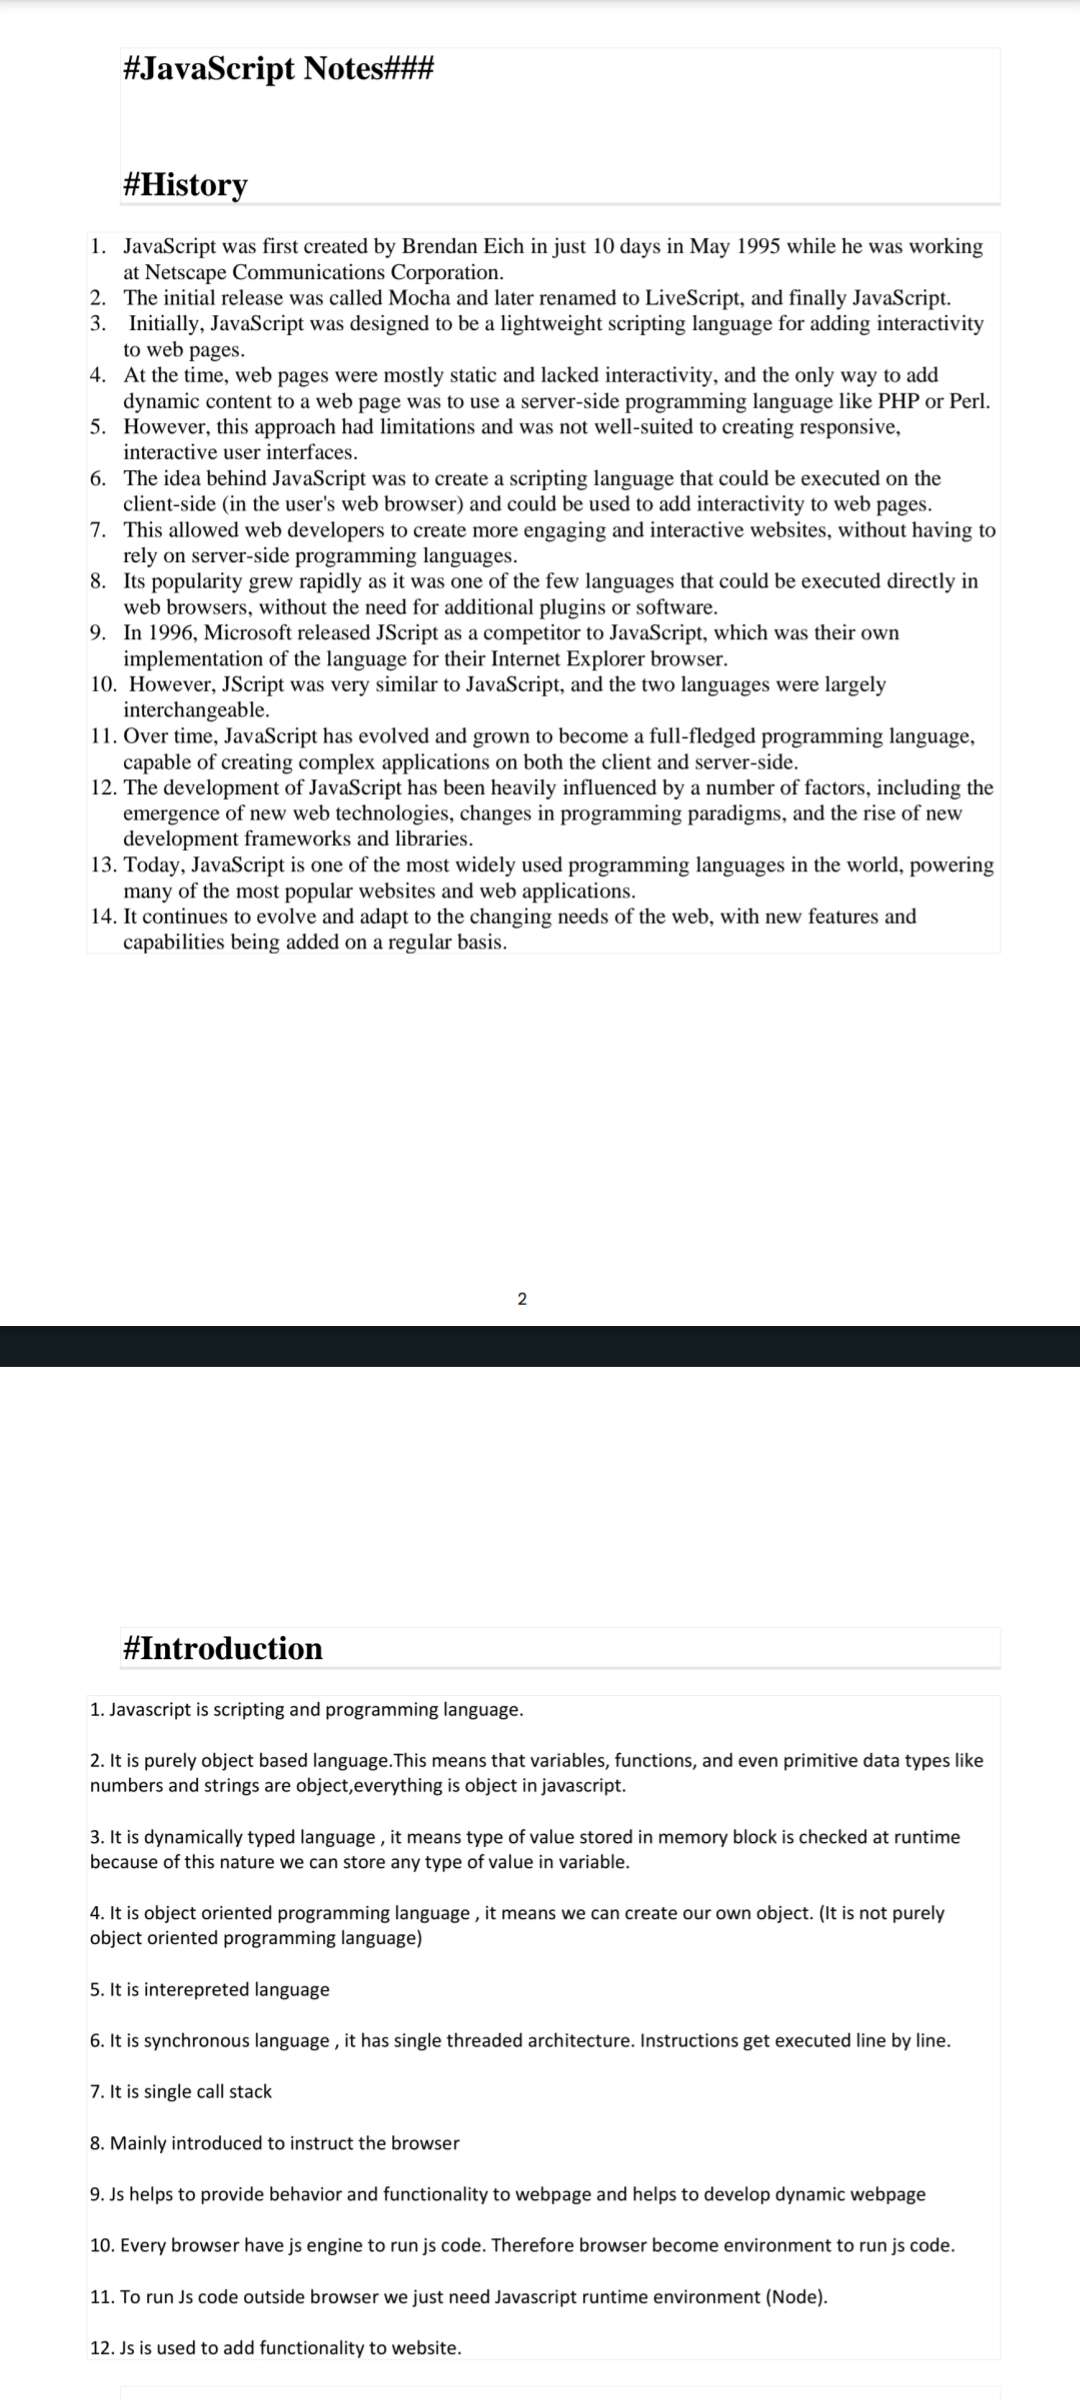 #JavaScript Notes###
#History
1. JavaScript was first created by Brendan Eich in just 10 days in May 1995 while he was working
at Netscape Communications Corporation.
2. The initial release was called Mocha and later renamed to LiveScript, and finally JavaScript.
3. Initially, JavaScript was designed to be a lightweight scripting language for adding interactivity
to web pages.
4. At the time, web pages were mostly static and lacked interactivity, and the only way to add
dynamic content to a web page was to use a server-side programming language like PHP or Perl.
5. However, this approach had limitations and was not well-suited to creating responsive,
interactive user interfaces.
6. The idea behind JavaScript was to create a scripting language that could be executed on the
client-side (in the user's web browser) and could be used to add interactivity to web pages.
7. This allowed web developers to create more engaging and interactive websites, without having to
rely on server-side programming languages.
8. Its popularity grew rapidly as it was one of the few languages that could be executed directly in
web browsers, without the need for additional plugins or software.
9. In 1996, Microsoft released JScript as a competitor to JavaScript, which was their own
implementation of the language for their Internet Explorer browser.
10. However, JScript was very similar to JavaScript, and the two languages were largely
interchangeable.
11. Over time, JavaScript has evolved and grown to become a full-fledged programming language,
capable of creating complex applications on both the client and server-side.
12. The development of JavaScript has been heavily influenced by a number of factors, including the
emergence of new web technologies, changes in programming paradigms, and the rise of new
development frameworks and libraries.
13. Today, JavaScript is one of the most widely used programming languages in the world, powering
many of the most popular websites and web applications.
14. It continues to evolve and adapt to the changing needs of the web, with new features and
capabilities being added on a regular basis.
2
#Introduction
1. Javascript is scripting and programming language.
2. It is purely object based language.This means that variables, functions, and even primitive data types like
numbers and strings are object,everything is object in javascript.
3. It is dynamically typed language , it means type of value stored in memory block is checked at runtime
because of this nature we can store any type of value in variable.
4. It is object oriented programming language , it means we can create our own object. (It is not purely
object oriented programming language)
5. It is interepreted language
6. It is synchronous language , it has single threaded architecture. Instructions get executed line by line.
7. It is single call stack
8. Mainly introduced to instruct the browser
9. Js helps to provide behavior and functionality to webpage and helps to develop dynamic webpage
10. Every browser have js engine to run js code. Therefore browser become environment to run js code.
11. To run Js code outside browser we just need Javascript runtime environment (Node).
12. Js is used to add functionality to website.